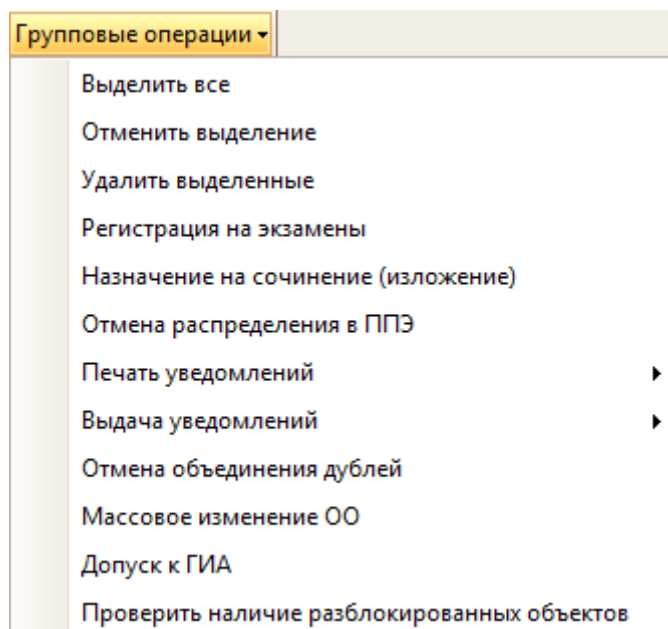 Групповые операции
Выделить все
Отменить выделение
Удалить выделенные
Регистрация на экзамены
Назначение на сочинение (изложение)
Отмена распределения в ППЭ
Печать уведомлений
Выдача уведомлений
Отмена объединения дублей
Массовое изменение ОО
Допуск к ГИА
Проверить наличие разблокированных объектов